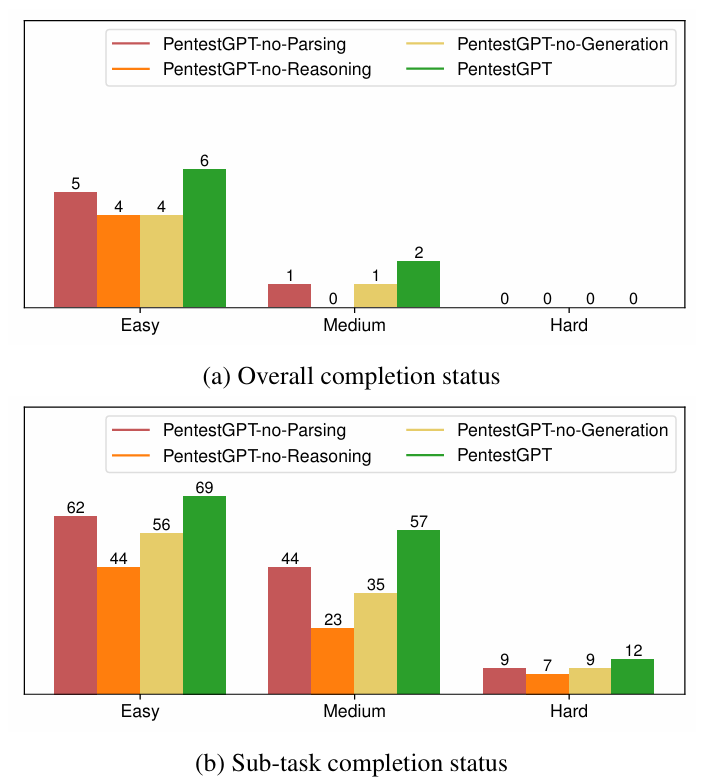 PentestGPT-no-Parsing PentestGPT-no-Generation
PentestGPT-no-Reasoning PentestGPT
5 4 4 6
1 0 1 2
0 0 0 0
Easy Medium Hard
(a) Overall completion status
PentestGPT-no-Parsing PentestGPT-no-Generation
PentestGPT-no-Reasoning PentestGPT
62 44 56 69
44 23 35 57
9 7 9 12
Easy Medium Hard
(b) Sub-task completion status